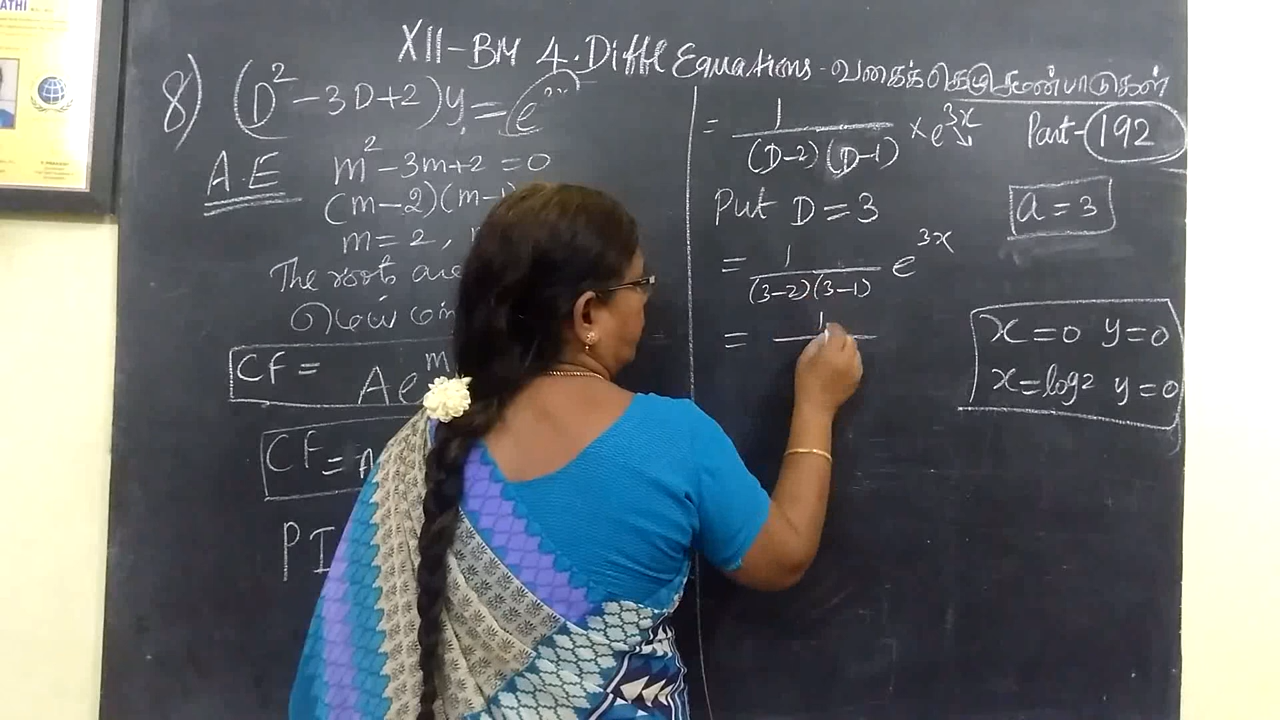 XII-BM 4. Diffl Equations - வகைக்கெழு சமன்பாடுகள்
8) (D² - 3D + 2)y = e³ˣ
A.E m² - 3m + 2 = 0
(m - 2)(m - 1)
m = 2,
The roots are
மெய்
CF = Ae^m
CF =
PI
= 1/((D-2)(D-1)) × e³ˣ
Part - 192
Put D = 3
a = 3
= 1/((3-2)(3-1)) e³ˣ
= 1
x = 0 y = 0
x = log2 y = 0
ATHI